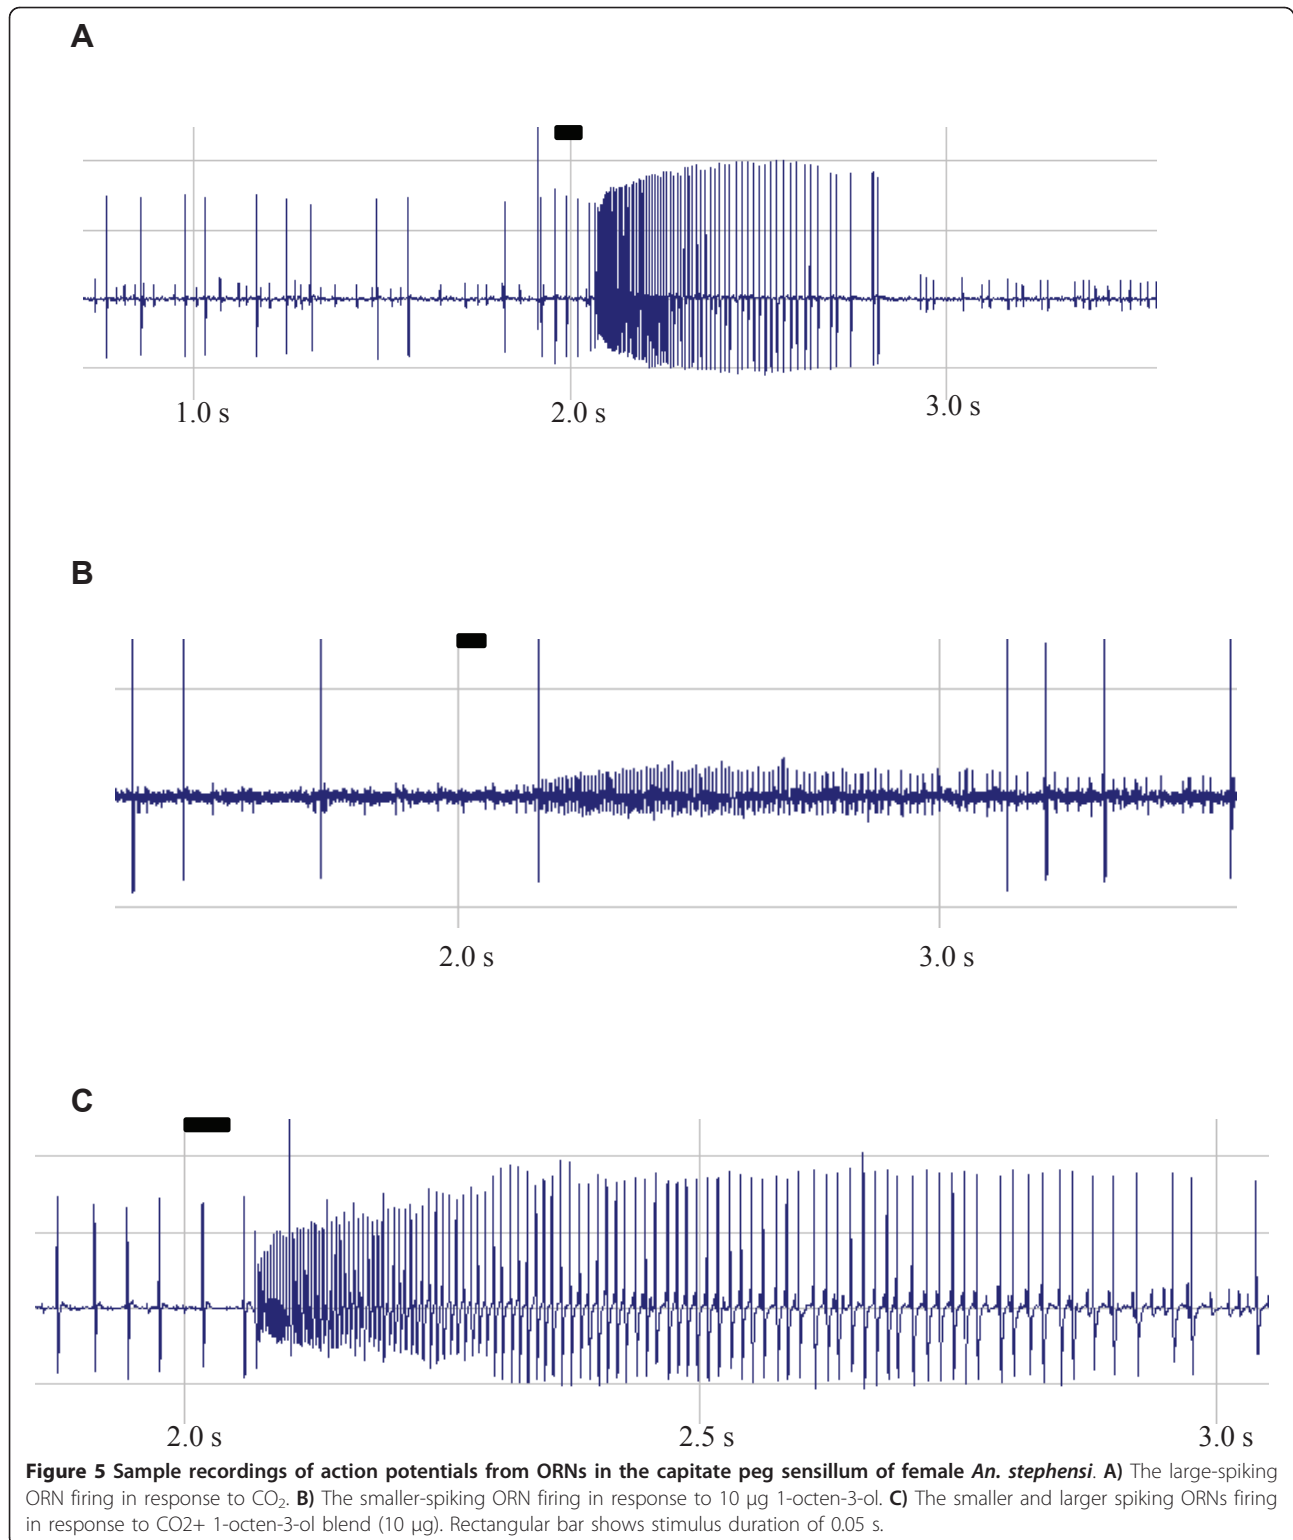 A
1.0 s 2.0 s 3.0 s
B
2.0 s 3.0 s
C
2.0 s 2.5 s 3.0 s
Figure 5 Sample recordings of action potentials from ORNs in the capitate peg sensillum of female An. stephensi. A) The large-spiking
ORN firing in response to CO₂. B) The smaller-spiking ORN firing in response to 10 μg 1-octen-3-ol. C) The smaller and larger spiking ORNs firing
in response to CO2+ 1-octen-3-ol blend (10 μg). Rectangular bar shows stimulus duration of 0.05 s.